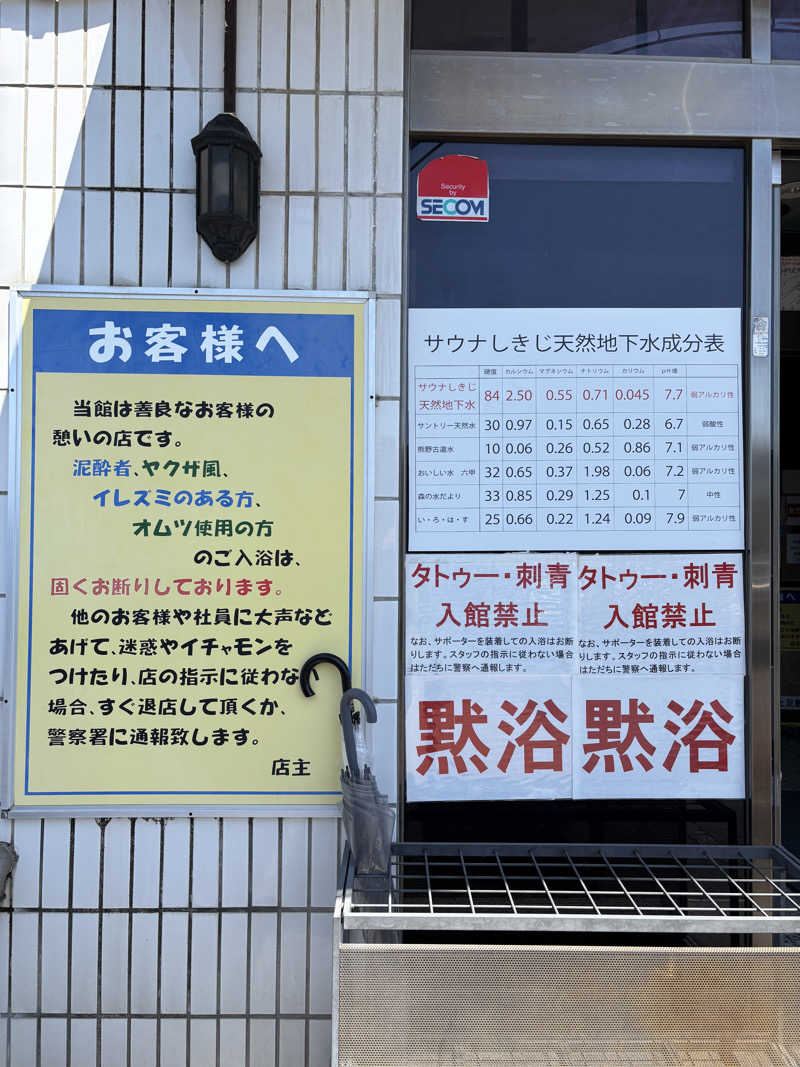 お客様へ
当館は善良なお客様の
憩いの店です。
泥酔者、ヤクザ風、
イレズミのある方、
オムツ使用の方
のご入浴は、
固くお断りしております。
他のお客様や社員に大声など
あげて、迷惑やイチャモンを
つけたり、店の指示に従わな
場合、すぐ退店して頂くか、
警察署に通報致します。
店主
Security
by
SECOM
サウナしきじ天然地下水成分表
硬度 カルシウム マグネシウム ナトリウム カリウム pH値
サウナしきじ
天然地下水 84 2.50 0.55 0.71 0.045 7.7 弱アルカリ性
サントリー天然水 30 0.97 0.15 0.65 0.28 6.7 弱酸性
熊野古道水 10 0.06 0.26 0.52 0.86 7.1 弱アルカリ性
おいしい水 六甲 32 0.65 0.37 1.98 0.06 7.2 弱アルカリ性
森の水だより 33 0.85 0.29 1.25 0.1 7 中性
い・ろ・は・す 25 0.66 0.22 1.24 0.09 7.9 弱アルカリ性
タトゥー・刺青
入館禁止
なお、サポーターを装着しての入浴はお断
りします。スタッフの指示に従わない場合
はただちに警察へ通報します。
タトゥー・刺青
入館禁止
なお、サポーターを装着しての入浴はお断
りします。スタッフの指示に従わない場合
はただちに警察へ通報します。
黙浴
黙浴